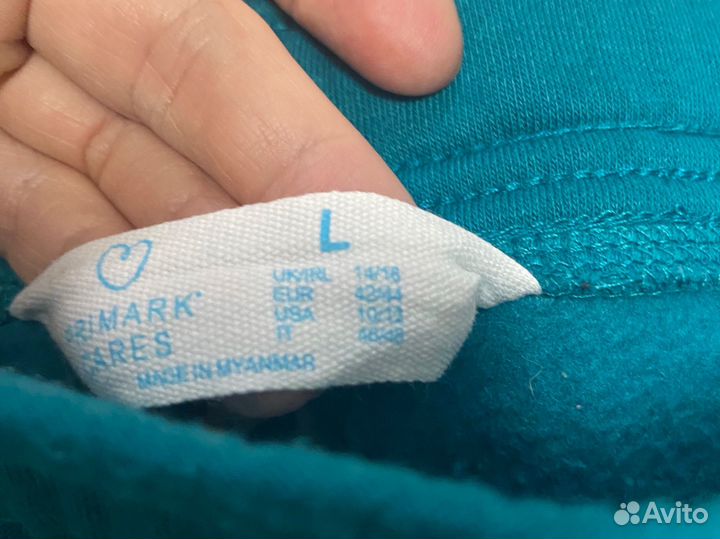 L
PRIMARK®
CARES
UK/IRL 14/16
EUR 42/44
USA 10/12
IT 46/48
MADE IN MYANMAR
Avito